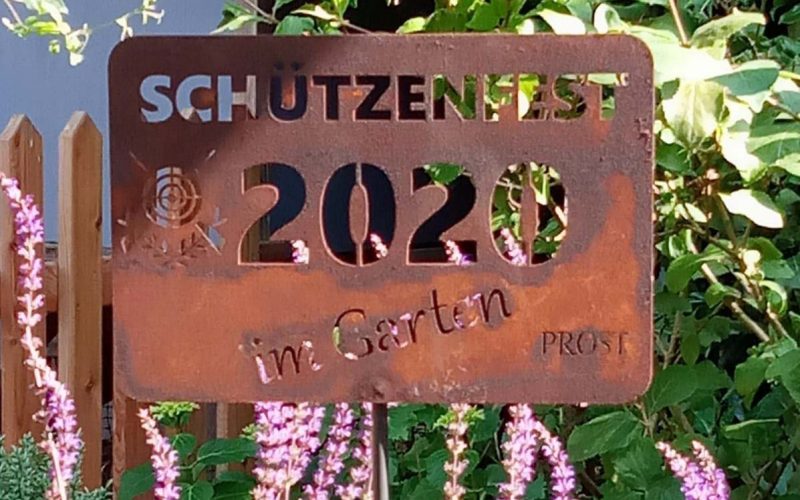 SCHÜTZENFEST
2020
im Garten
PROST